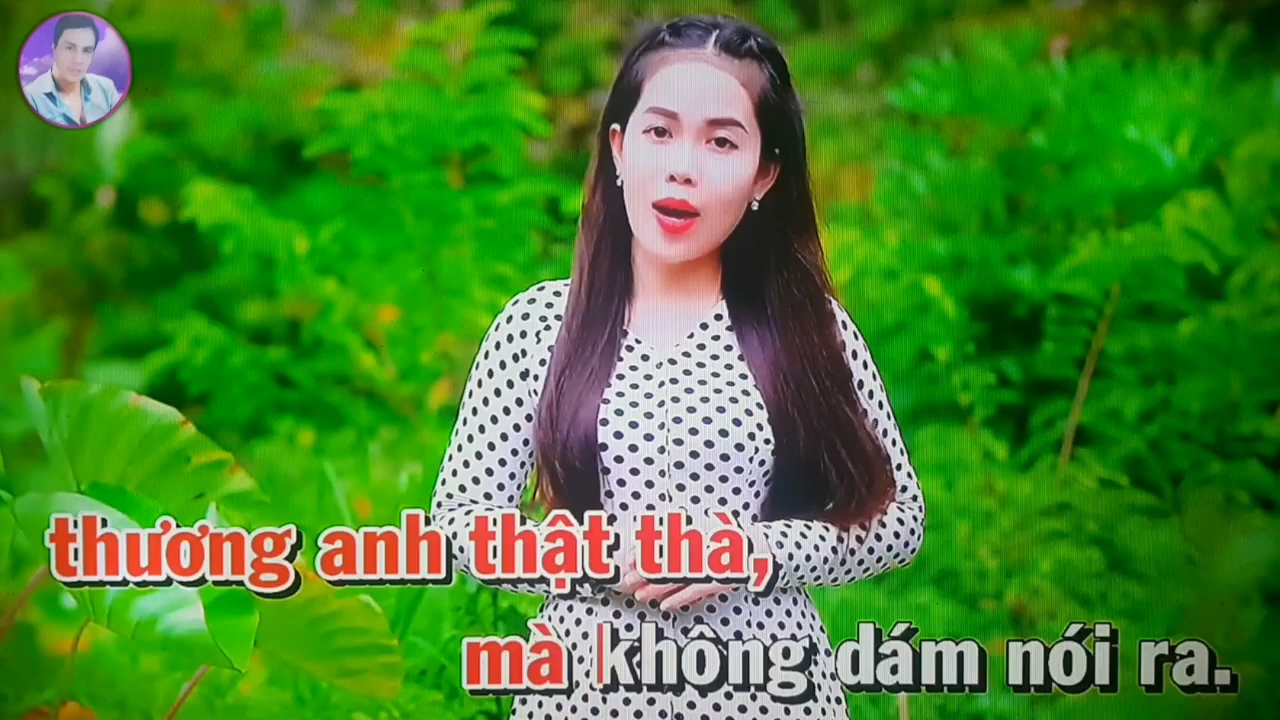 thương anh thật thà,
mà không dám nói ra.